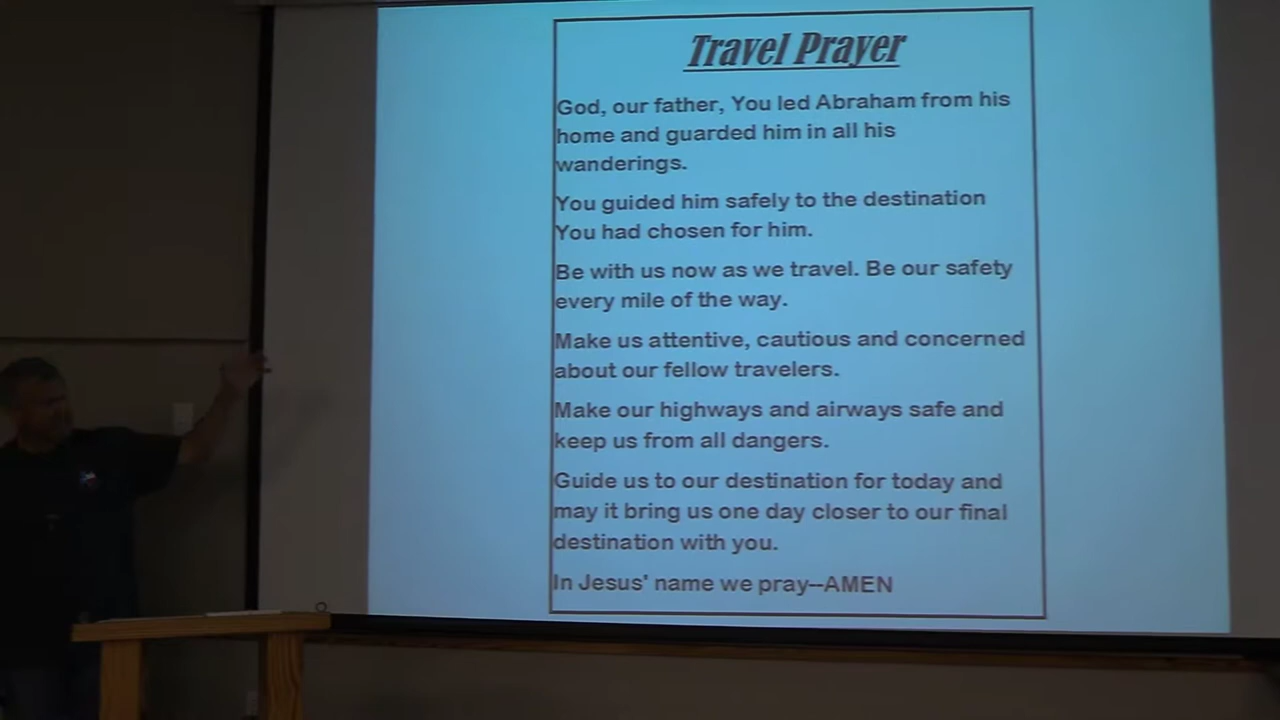 Travel Prayer
God, our father, You led Abraham from his
home and guarded him in all his
wanderings.
You guided him safely to the destination
You had chosen for him.
Be with us now as we travel. Be our safety
every mile of the way.
Make us attentive, cautious and concerned
about our fellow travelers.
Make our highways and airways safe and
keep us from all dangers.
Guide us to our destination for today and
may it bring us one day closer to our final
destination with you.
In Jesus' name we pray--AMEN